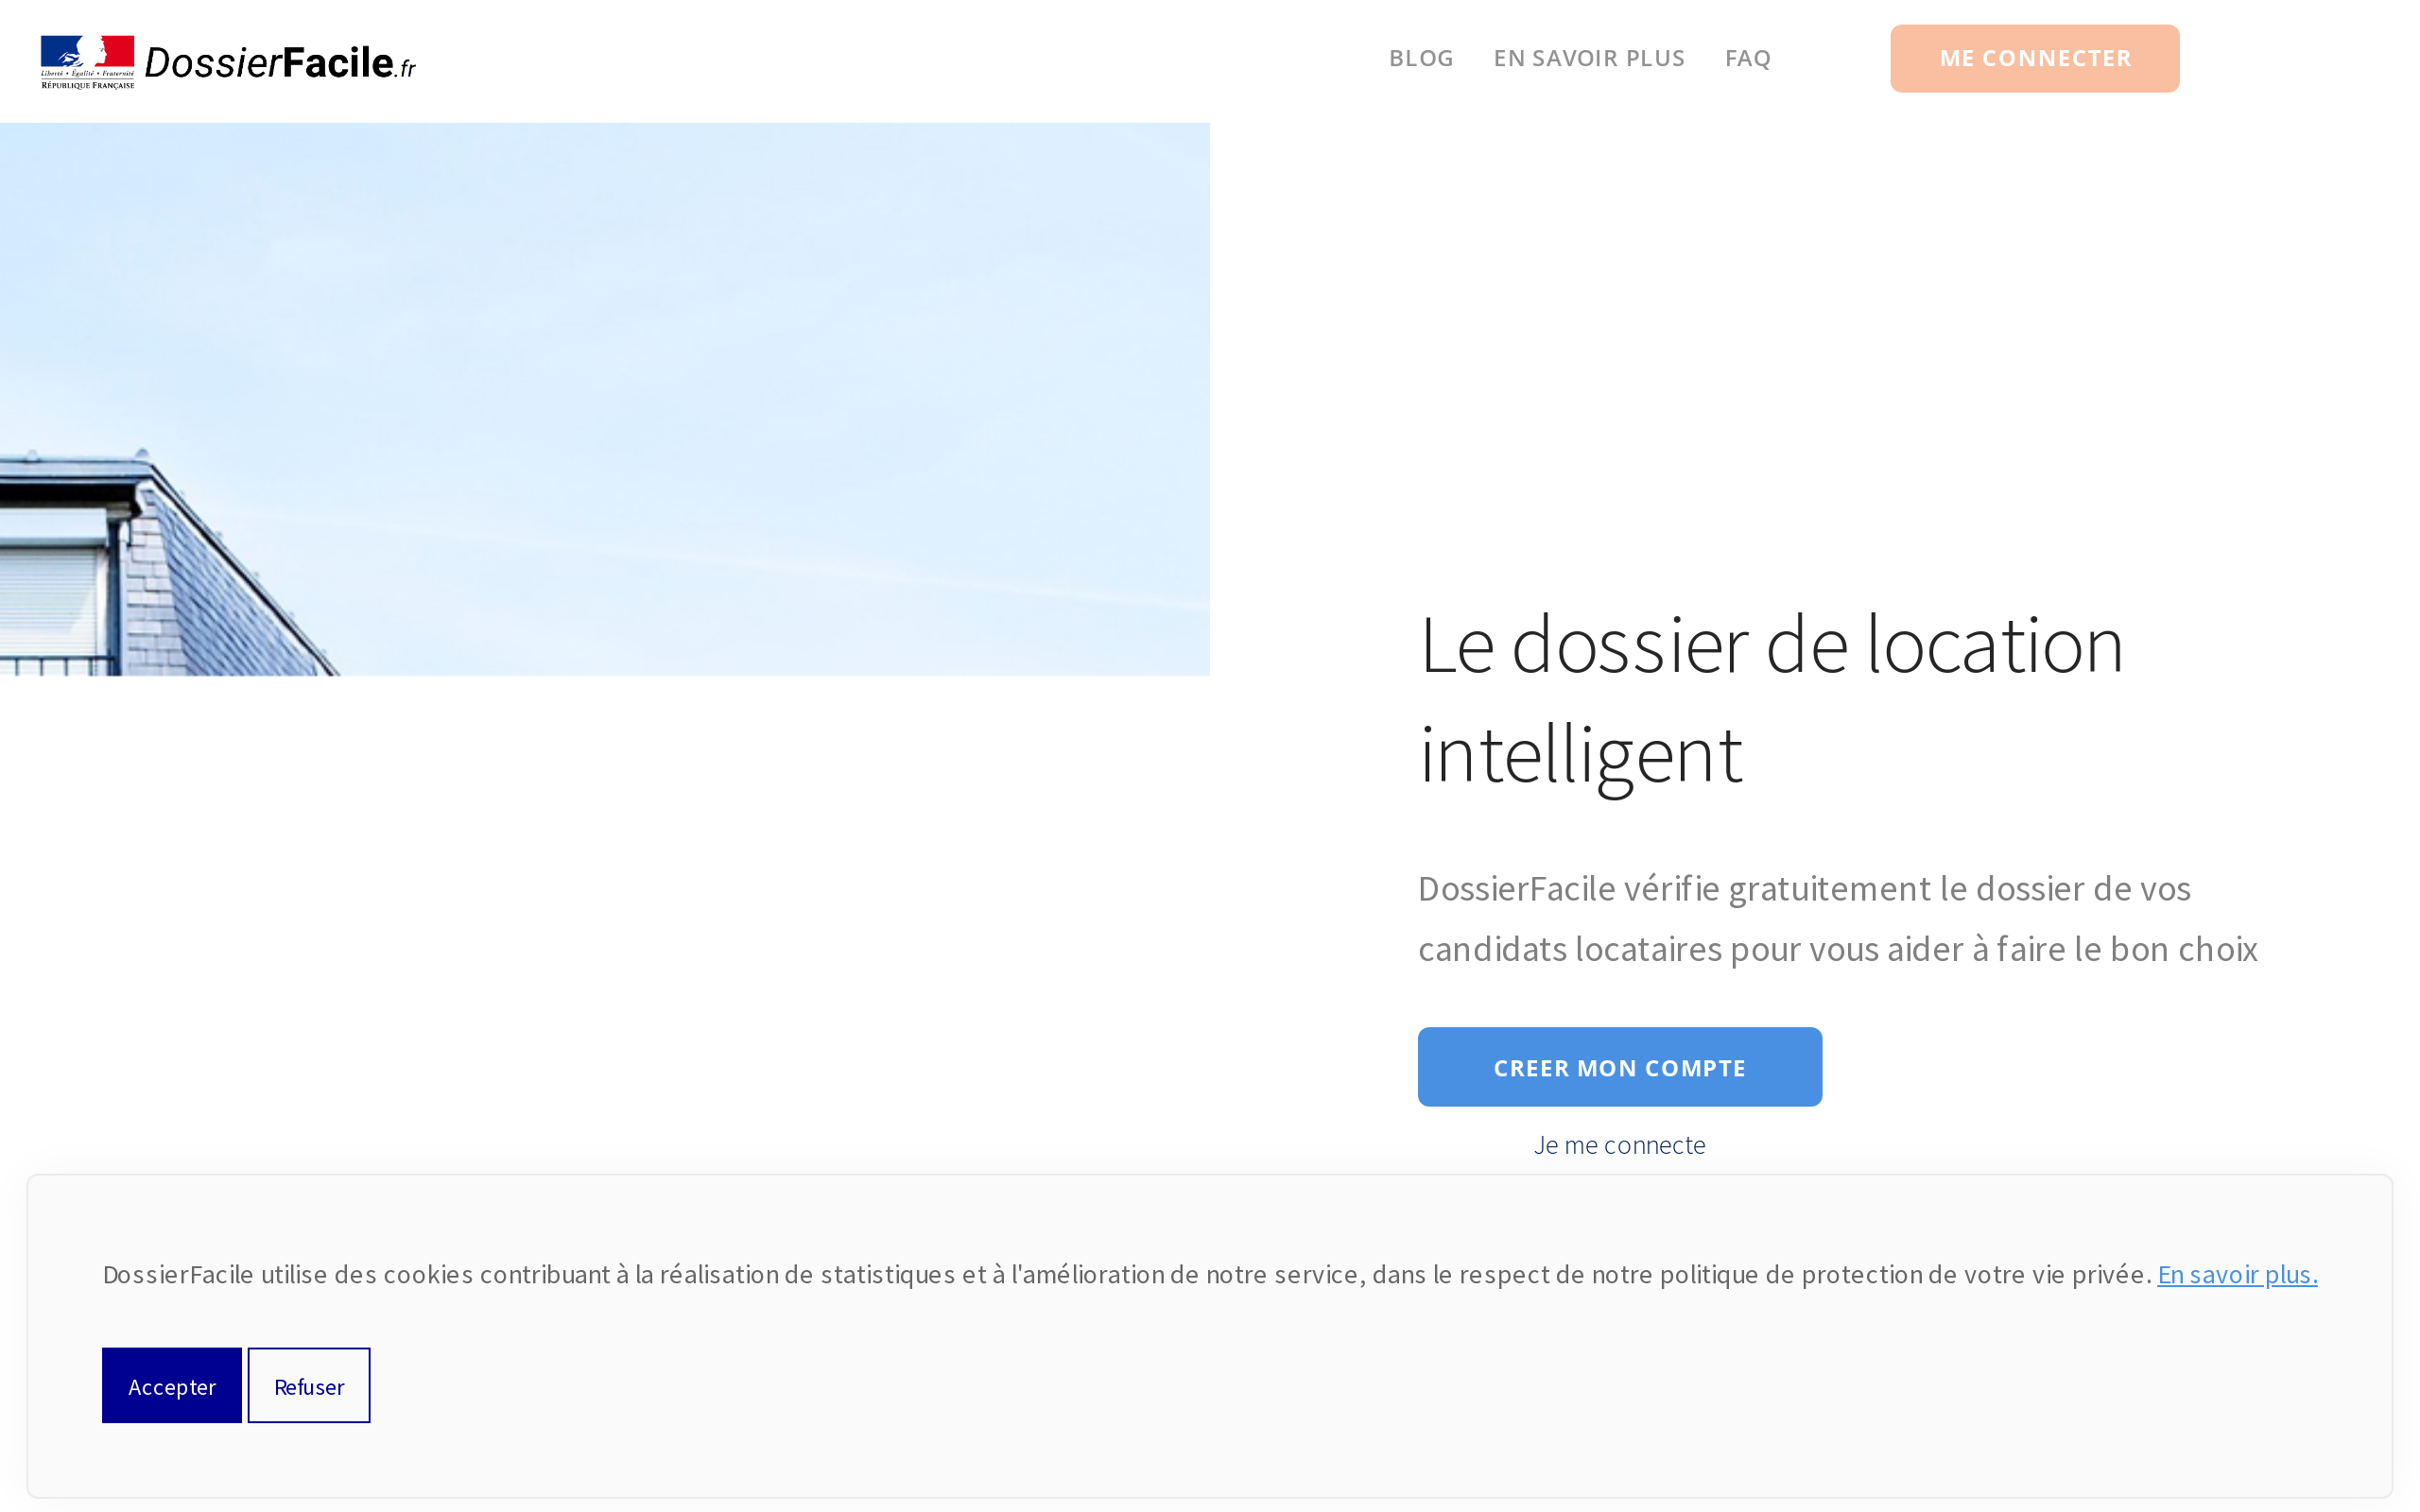 Liberté • Égalité • Fraternité
RÉPUBLIQUE FRANÇAISE
DossierFacile.fr
BLOG EN SAVOIR PLUS FAQ ME CONNECTER
Le dossier de location
intelligent
DossierFacile vérifie gratuitement le dossier de vos
candidats locataires pour vous aider à faire le bon choix
CREER MON COMPTE
Je me connecte
DossierFacile utilise des cookies contribuant à la réalisation de statistiques et à l'amélioration de notre service, dans le respect de notre politique de protection de votre vie privée. En savoir plus.
Accepter Refuser